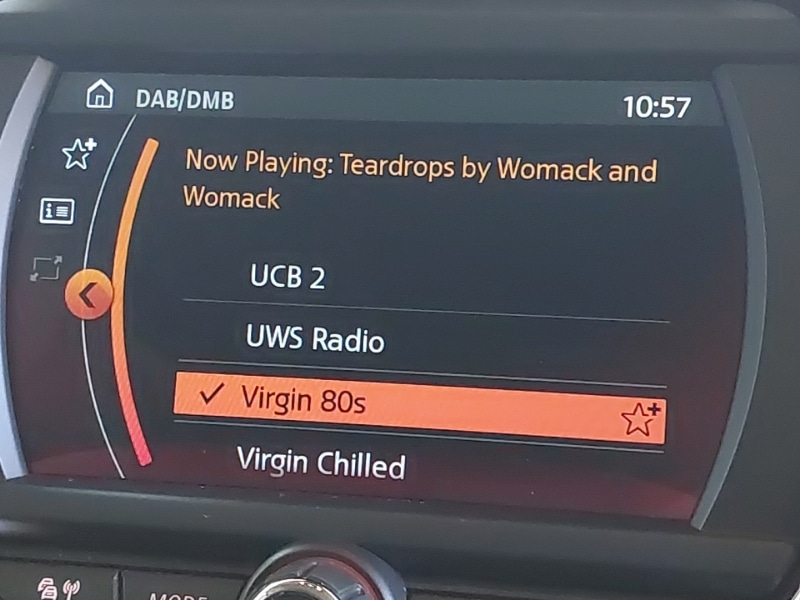 DAB/DMB
10:57
Now Playing: Teardrops by Womack and
Womack
UCB 2
UWS Radio
Virgin 80s
Virgin Chilled
MODE